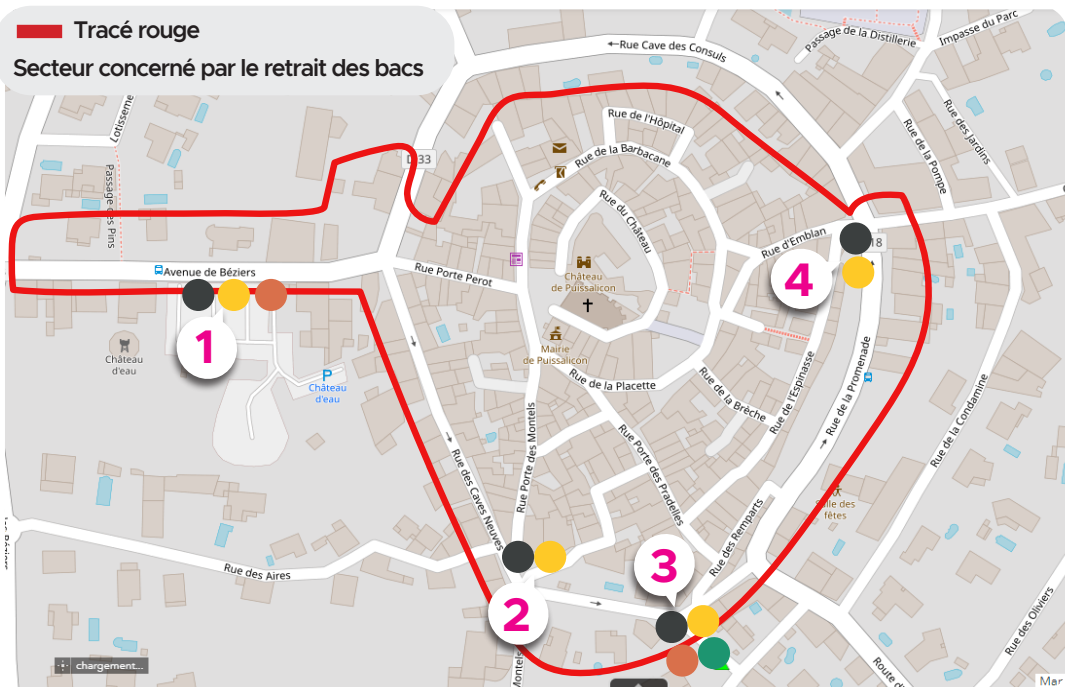 Tracé rouge
Secteur concerné par le retrait des bacs
Rue Cave des Consuls
Passage de la Distillerie
Impasse du Parc
Rue des Jardins
Rue de la Pompe
Passage des Pins
Rue de l'Hôpital
Rue de la Barbacane
Rue du Château
Rue d'Emblan
18
4
Avenue de Béziers
Rue Porte Perot
Château
de Puissalicon
1
Château
d'eau
P
Château
d'eau
Mairie
de Puissalicon
Rue de la Placette
Rue de la Brèche
Rue de l'Espinasse
Rue de la Promenade
Rue de la Condamine
Rue des Caves Neuves
Rue Porte des Montels
Rue Porte des Pradelles
Rue des Remparts
Salle des
fêtes
Rue des Aires
2
3
Rue des Oliviers
chargement...
Montels
Route d'
Mar